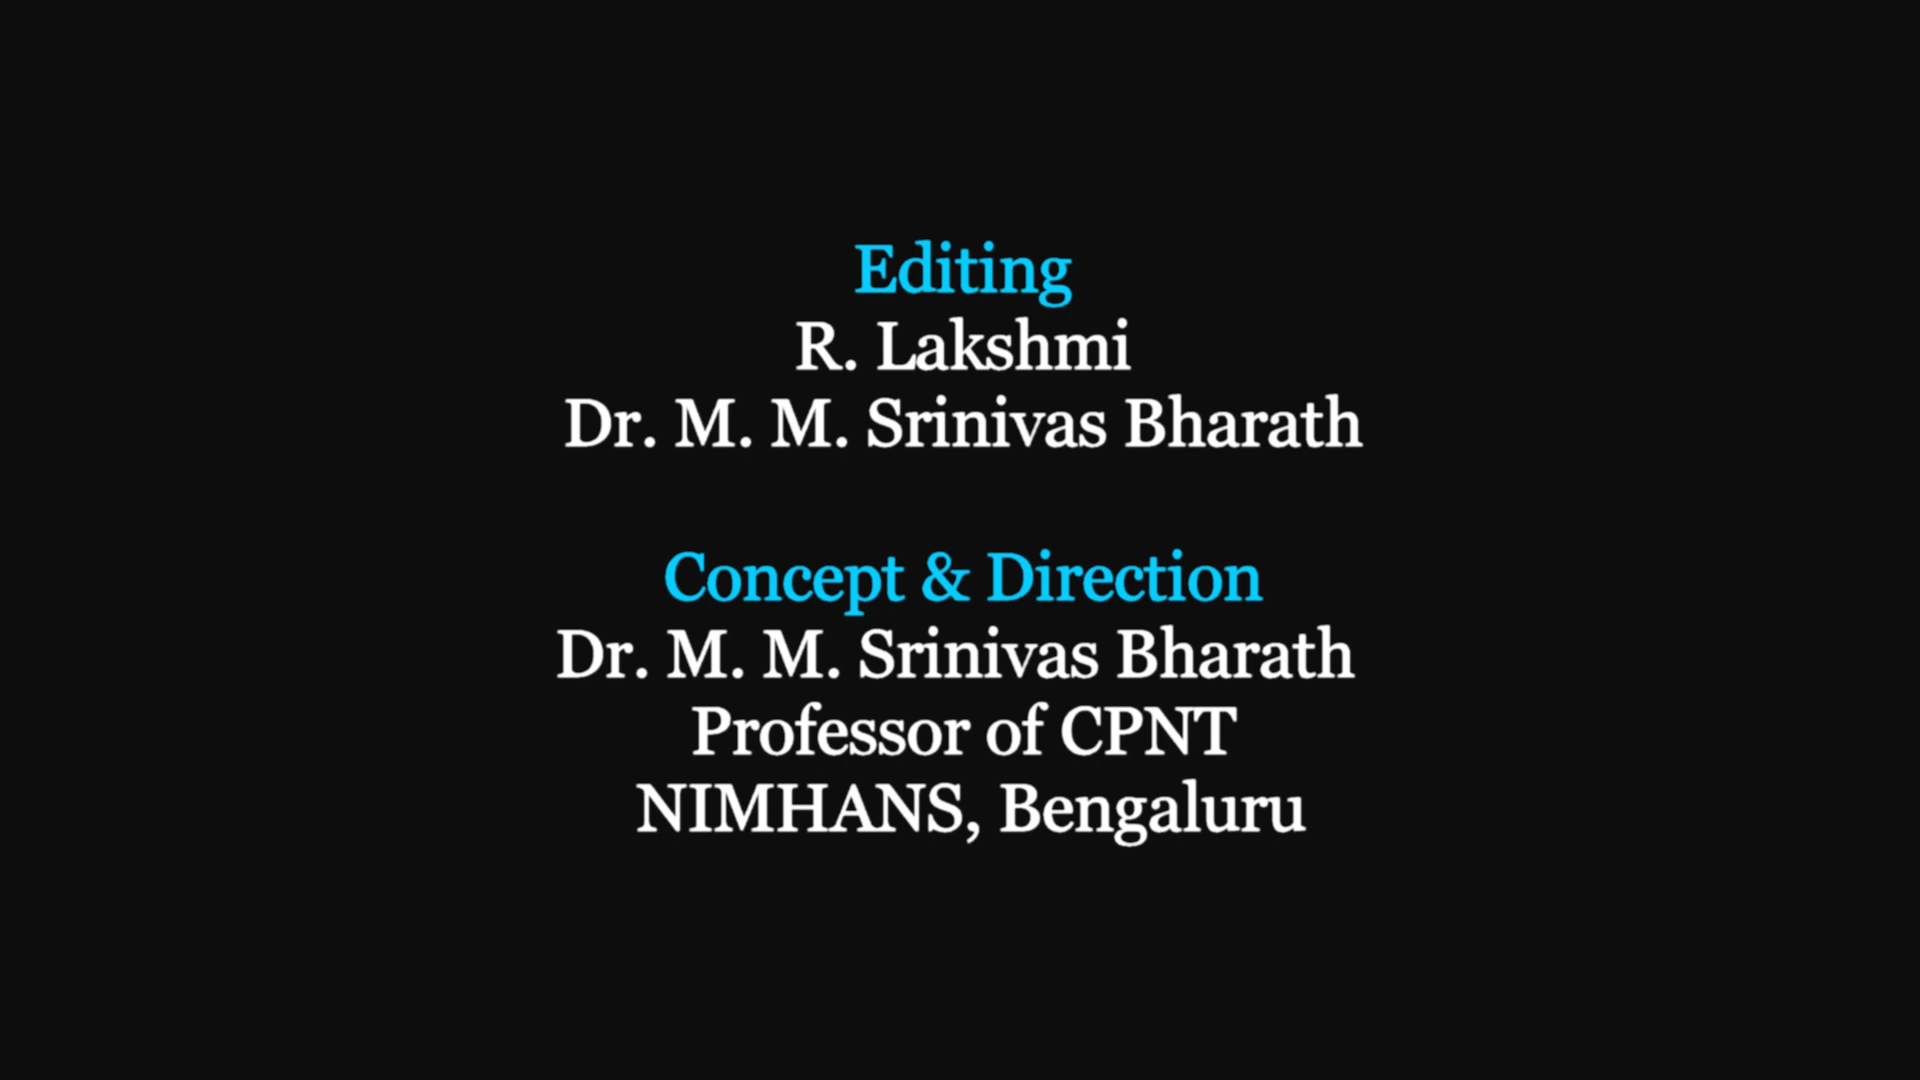 Editing
R. Lakshmi
Dr. M. M. Srinivas Bharath
Concept & Direction
Dr. M. M. Srinivas Bharath
Professor of CPNT
NIMHANS, Bengaluru